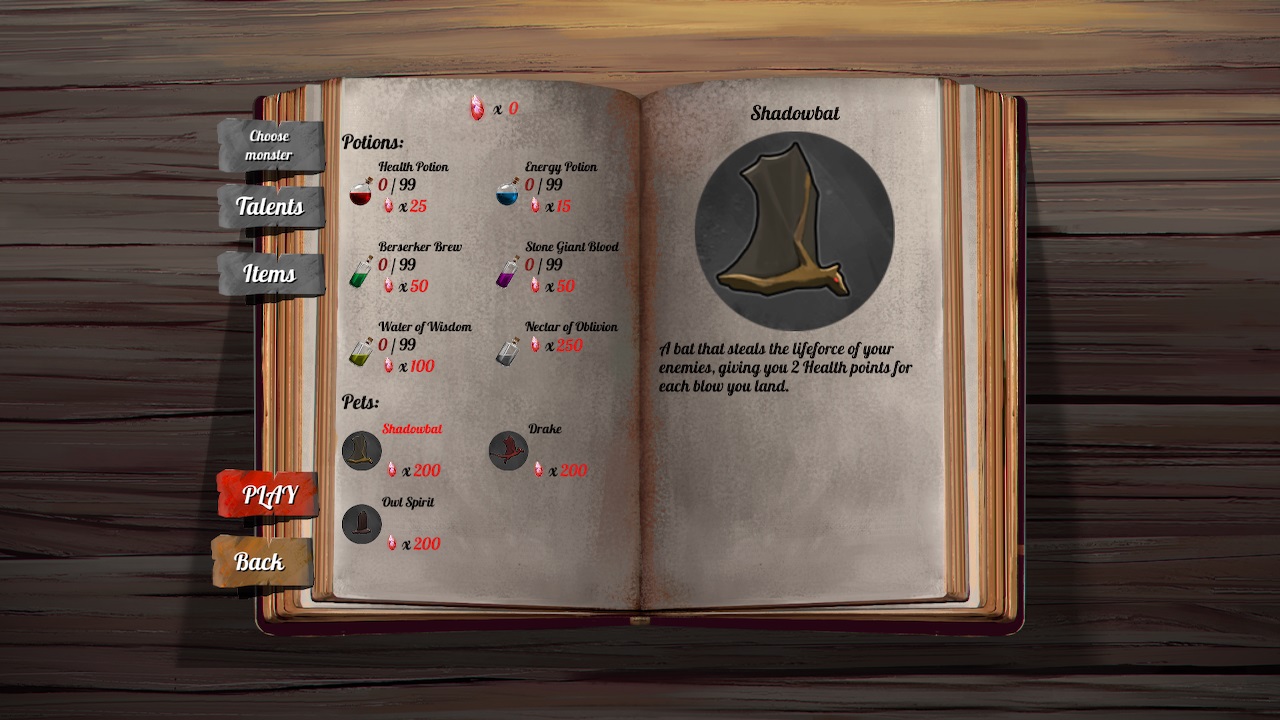 x 0
Choose
monster
Talents
Items
PLAY
Back
Potions:
Health Potion
0 / 99
x 25
Energy Potion
0 / 99
x 15
Berserker Brew
0 / 99
x 50
Stone Giant Blood
0 / 99
x 50
Water of Wisdom
0 / 99
x 100
Nectar of Oblivion
x 250
Pets:
Shadowbat
x 200
Drake
x 200
Owl Spirit
x 200
Shadowbat
A bat that steals the lifeforce of your
enemies, giving you 2 Health points for
each blow you land.